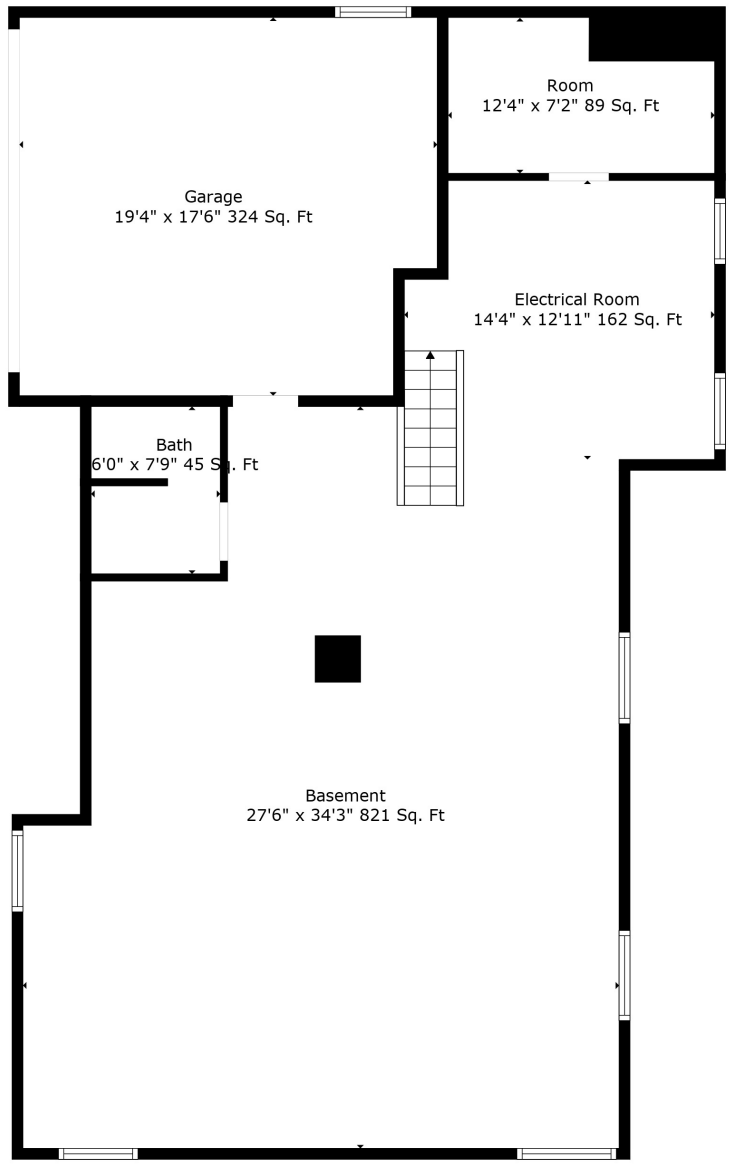 Room
12'4" x 7'2" 89 Sq. Ft
Garage
19'4" x 17'6" 324 Sq. Ft
Electrical Room
14'4" x 12'11" 162 Sq. Ft
Bath
6'0" x 7'9" 45 Sq. Ft
Basement
27'6" x 34'3" 821 Sq. Ft